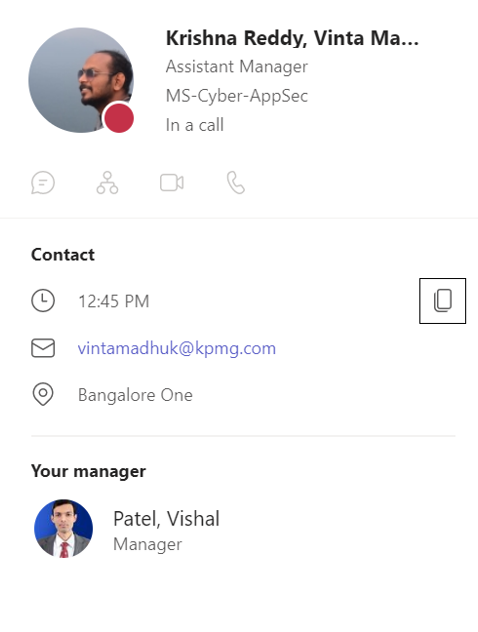 Krishna Reddy, Vinta Ma...
Assistant Manager
MS-Cyber-AppSec
In a call
Contact
12:45 PM
vintamadhuk@kpmg.com
Bangalore One
Your manager
Patel, Vishal
Manager